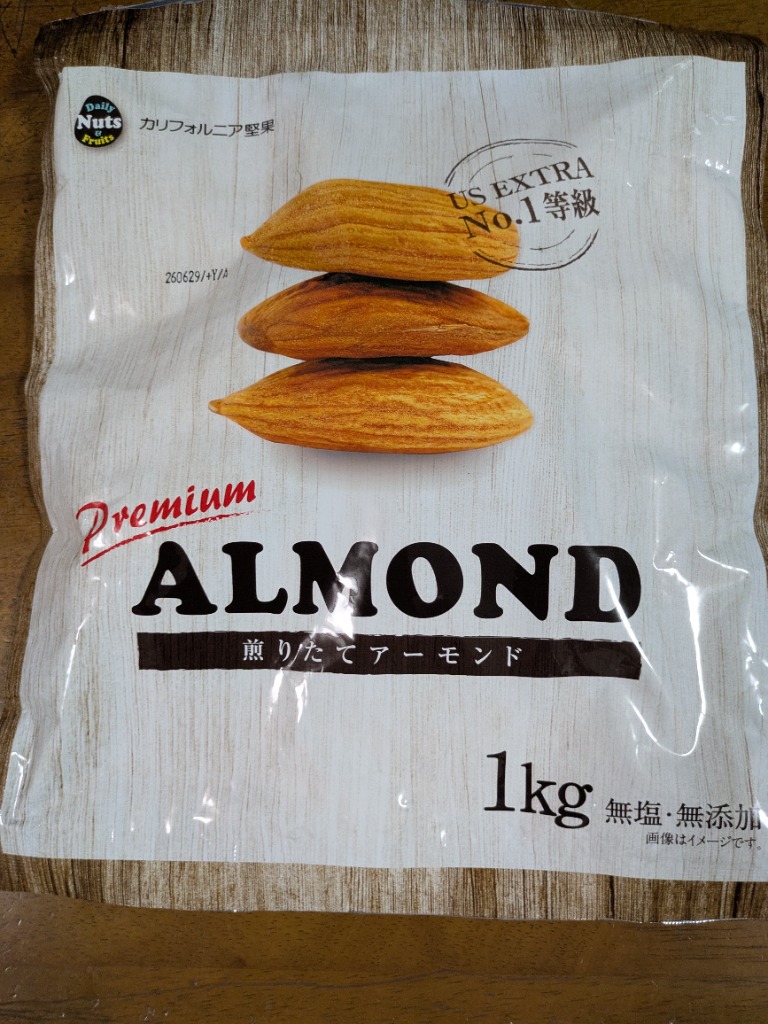 Daily
Nuts
&
Fruits
カリフォルニア堅果
US EXTRA
No.1等級
260629/+Y/A
Premium
ALMOND
煎りたてアーモンド
1kg 無塩・無添加
画像はイメージです。